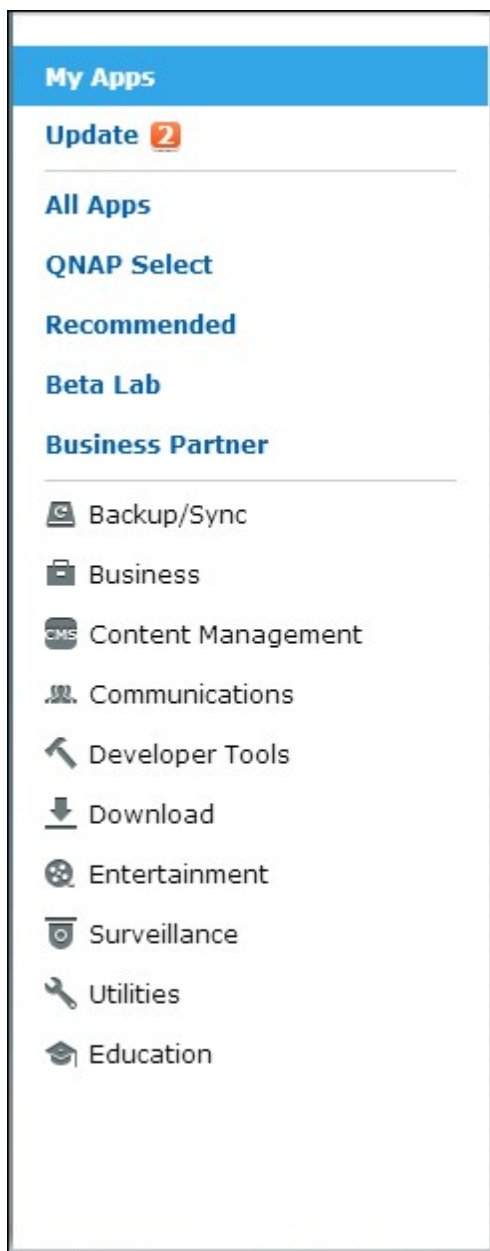 My Apps
Update 2
All Apps
QNAP Select
Recommended
Beta Lab
Business Partner
Backup/Sync
Business
CMS Content Management
Communications
Developer Tools
Download
Entertainment
Surveillance
Utilities
Education